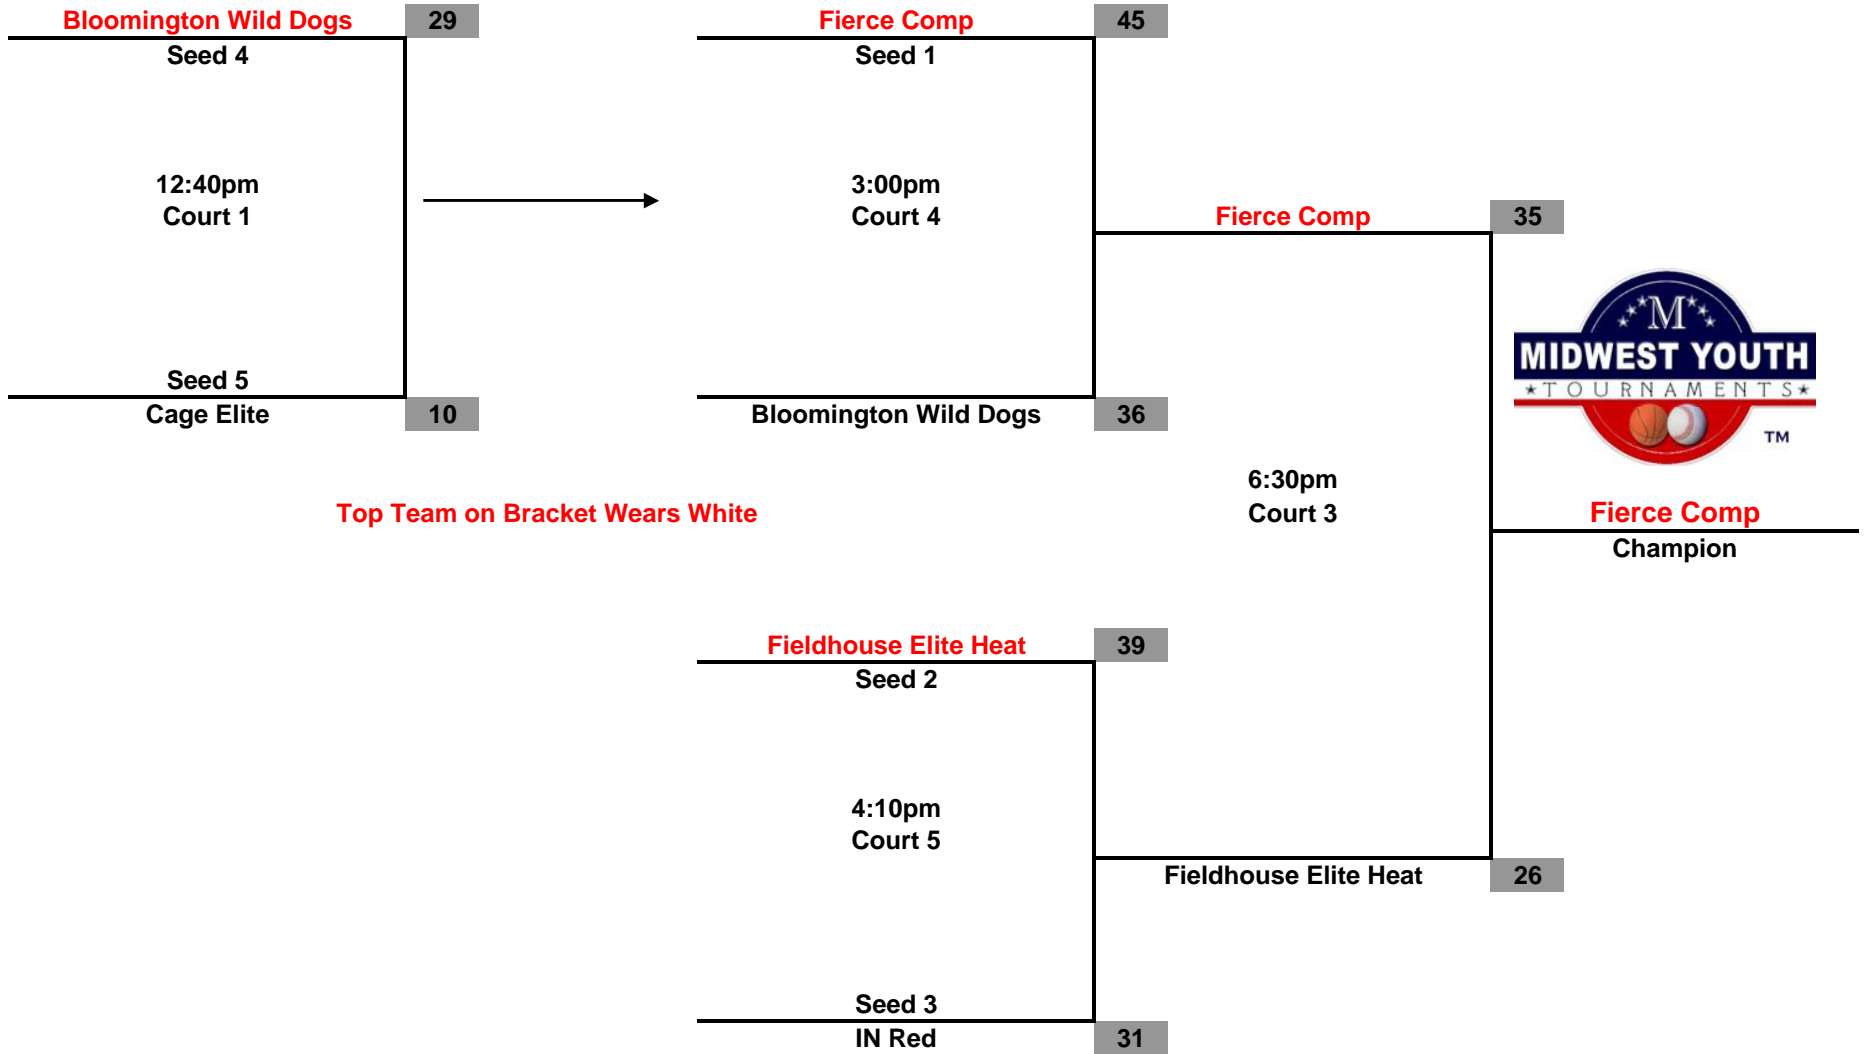 Bloomington Wild Dogs 29
Seed 4
12:40pm
Court 1
Seed 5
Cage Elite 10
Fierce Comp 45
Seed 1
3:00pm
Court 4
Bloomington Wild Dogs 36
Top Team on Bracket Wears White
Fieldhouse Elite Heat 39
Seed 2
4:10pm
Court 5
Seed 3
IN Red 31
Fierce Comp 35
6:30pm
Court 3
Fieldhouse Elite Heat 26
M
MIDWEST YOUTH
TOURNAMENTS
TM
Fierce Comp
Champion